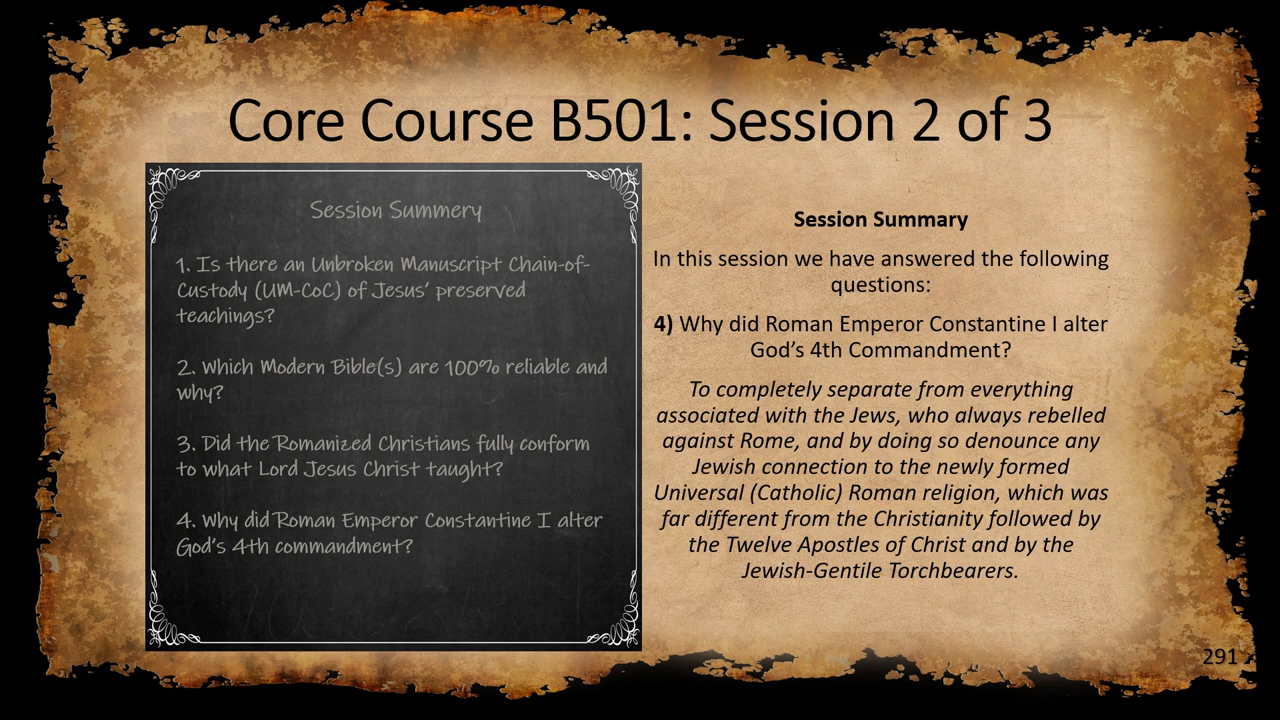 Core Course B501: Session 2 of 3
Session Summery
1. Is there an Unbroken Manuscript Chain-of-
Custody (UM-CoC) of Jesus' preserved
teachings?
2. Which Modern Bible(s) are 100% reliable and
why?
3. Did the Romanized Christians fully conform
to what Lord Jesus Christ taught?
4. Why did Roman Emperor Constantine I alter
God's 4th commandment?
Session Summary
In this session we have answered the following
questions:
4) Why did Roman Emperor Constantine I alter
God's 4th Commandment?
To completely separate from everything
associated with the Jews, who always rebelled
against Rome, and by doing so denounce any
Jewish connection to the newly formed
Universal (Catholic) Roman religion, which was
far different from the Christianity followed by
the Twelve Apostles of Christ and by the
Jewish-Gentile Torchbearers.
291